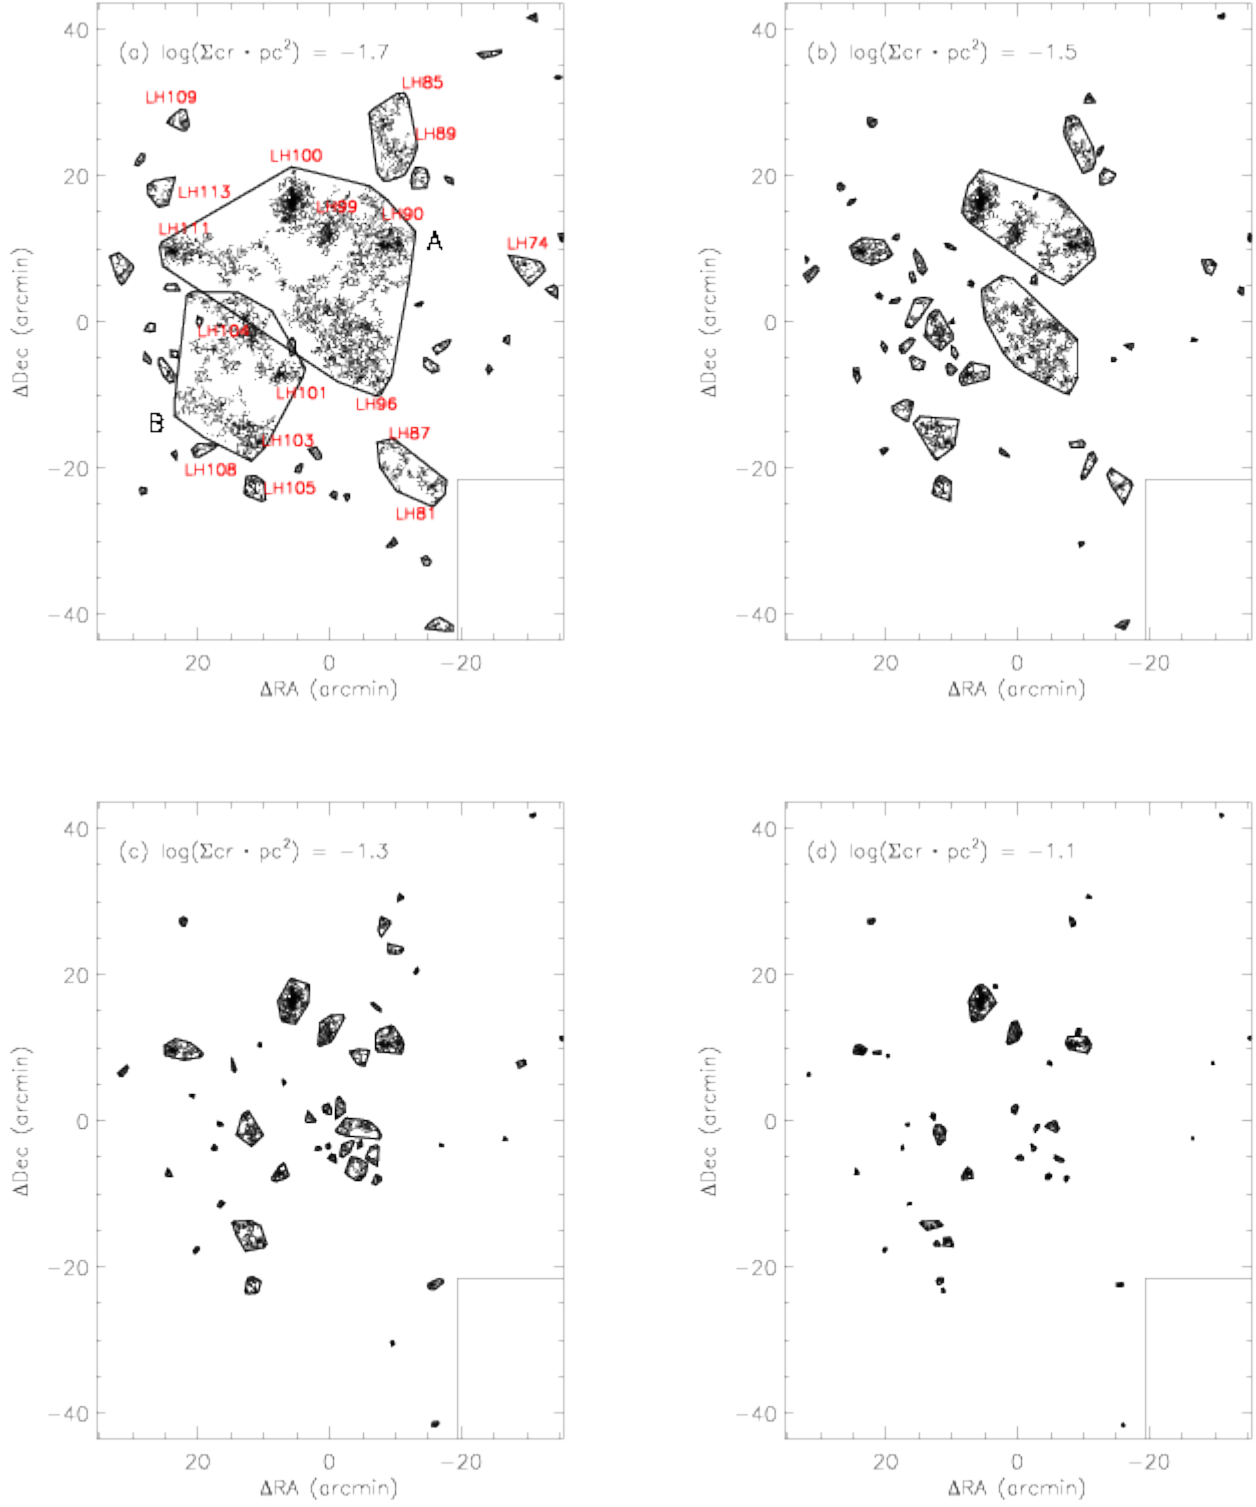 (a) log(Σcr · pc²) = −1.7
LH85
LH109
LH89
LH100
LH113
LH99
LH90
LH111
A
LH74
LH104
LH101
LH96
B
LH87
LH103
LH108
LH105
LH81
40
20
0
−20
−40
20 0 −20
ΔRA (arcmin)
ΔDec (arcmin)
(b) log(Σcr · pc²) = −1.5
40
20
0
−20
−40
20 0 −20
ΔRA (arcmin)
ΔDec (arcmin)
(c) log(Σcr · pc²) = −1.3
40
20
0
−20
−40
20 0 −20
ΔRA (arcmin)
ΔDec (arcmin)
(d) log(Σcr · pc²) = −1.1
40
20
0
−20
−40
20 0 −20
ΔRA (arcmin)
ΔDec (arcmin)